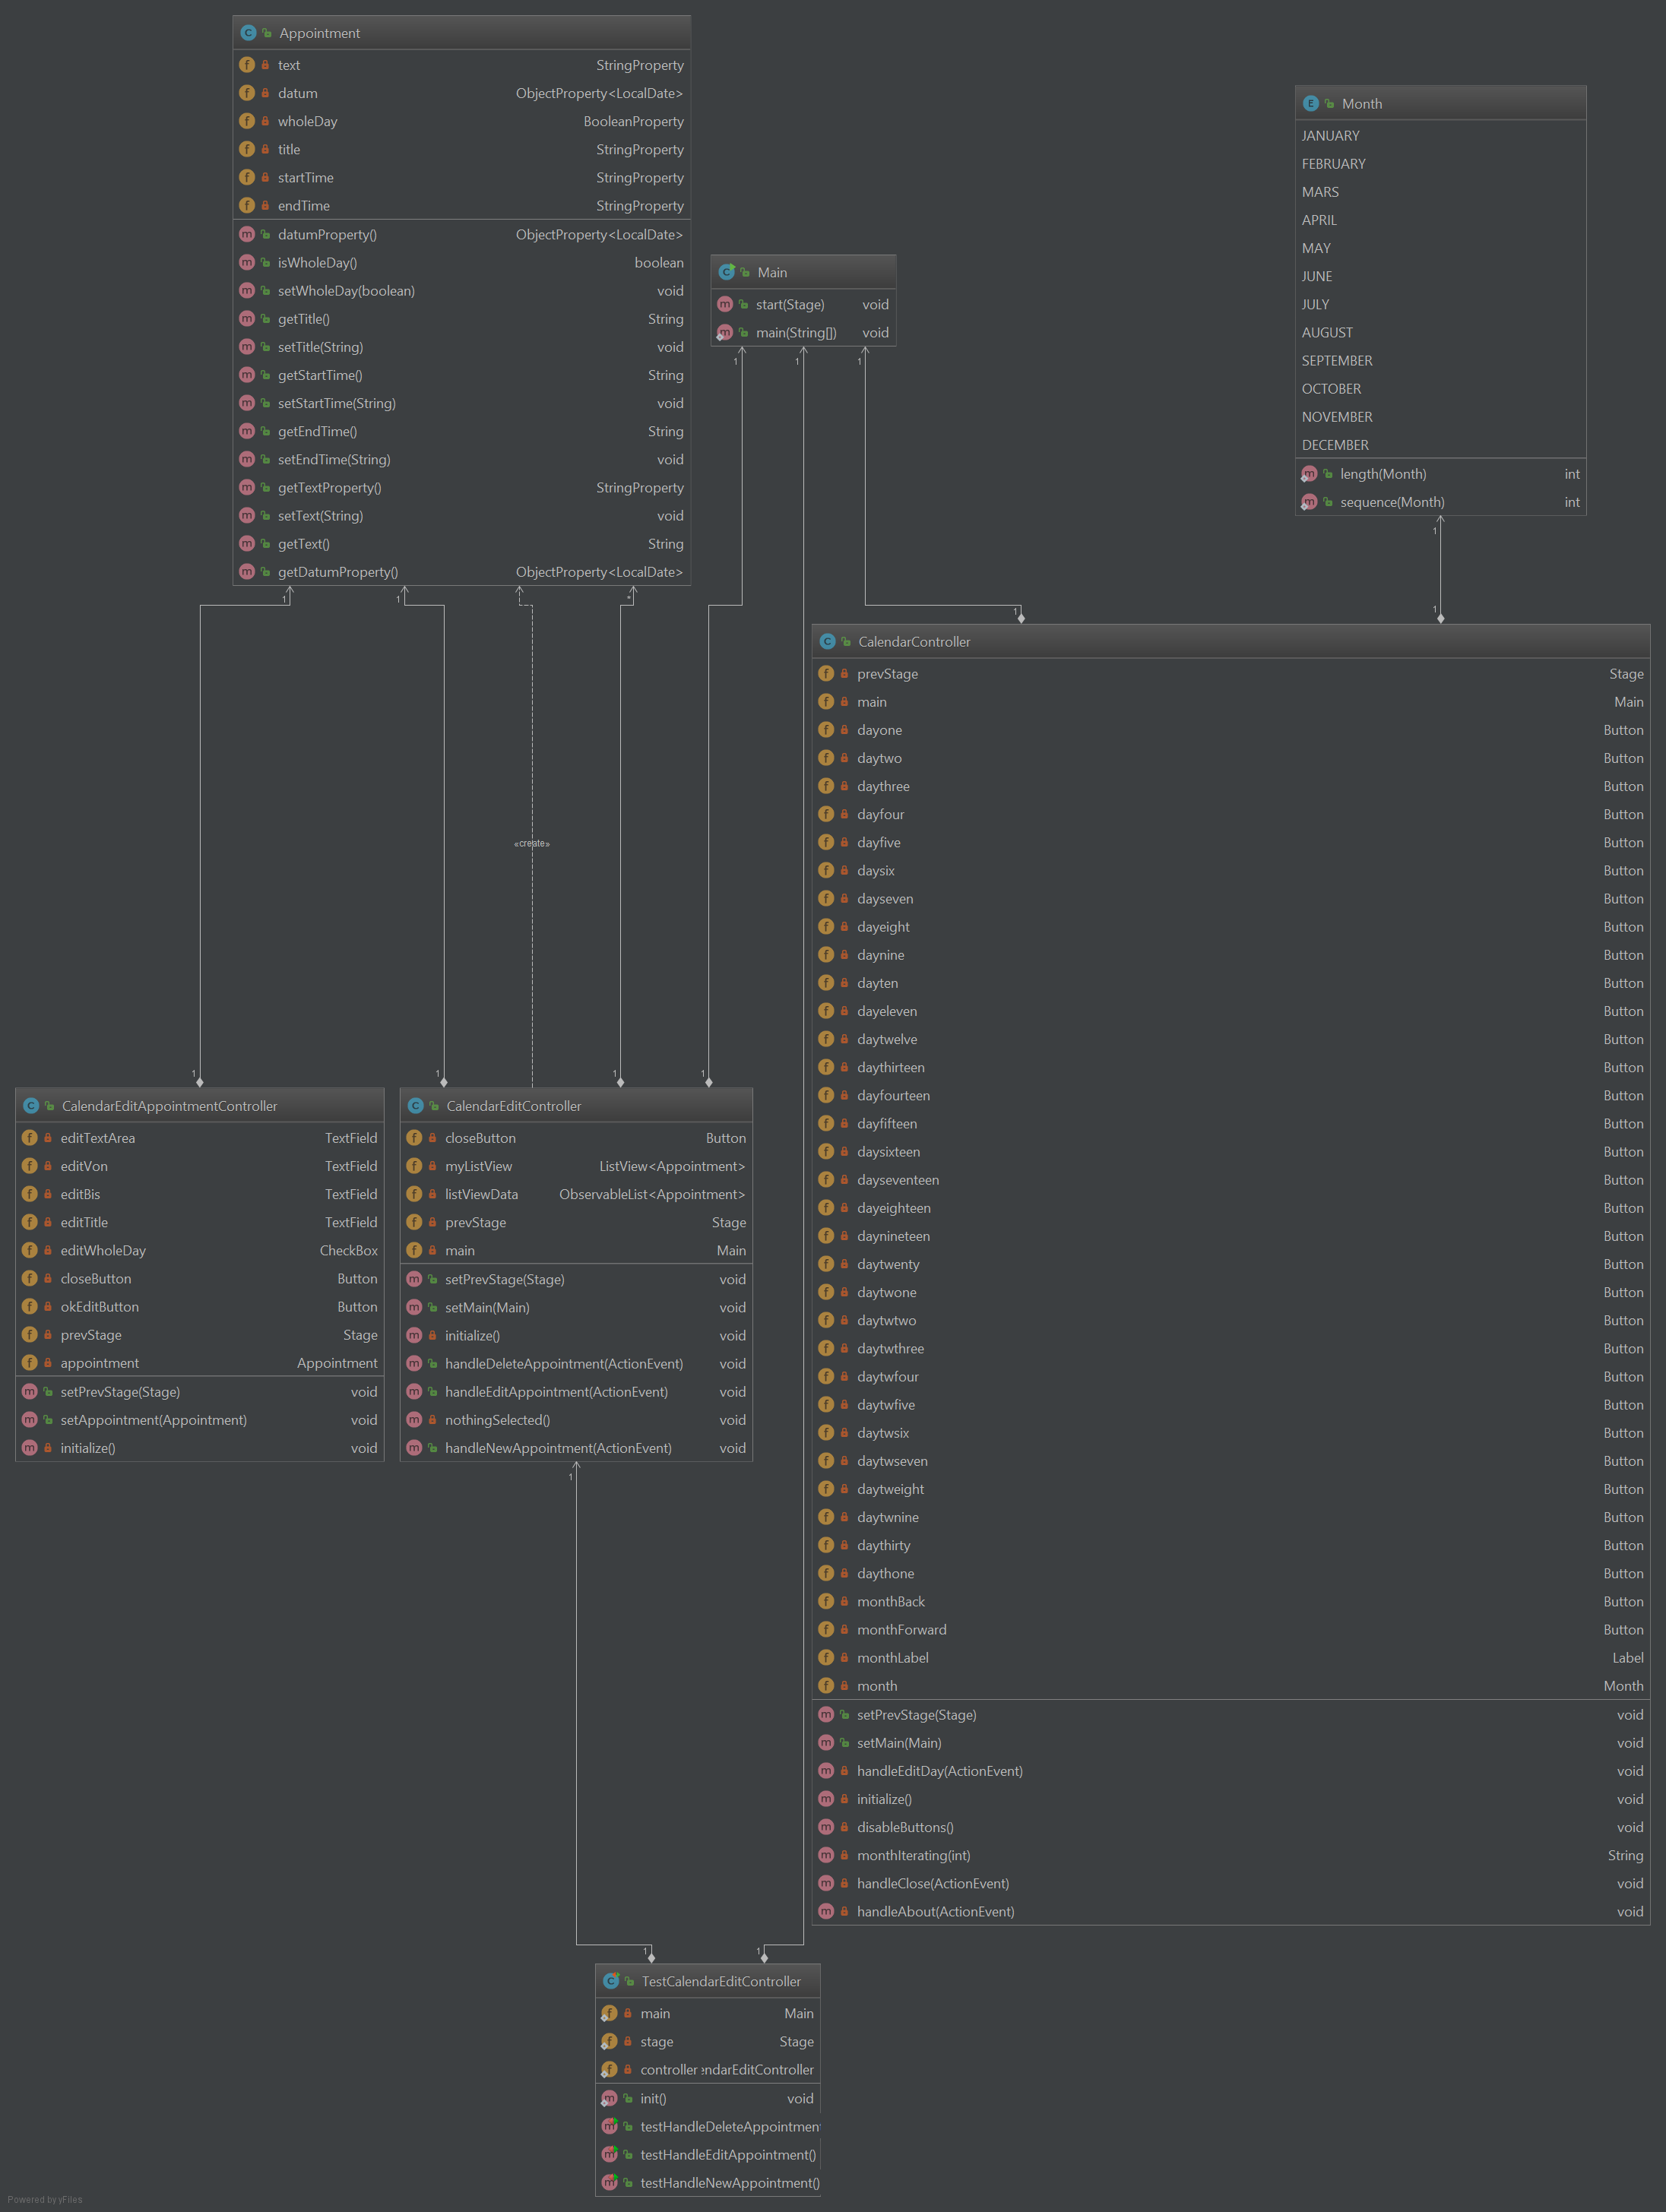 Appointment
text StringProperty
datum ObjectProperty<LocalDate>
wholeDay BooleanProperty
title StringProperty
startTime StringProperty
endTime StringProperty
datumProperty() ObjectProperty<LocalDate>
isWholeDay() boolean
setWholeDay(boolean) void
getTitle() String
setTitle(String) void
getStartTime() String
setStartTime(String) void
getEndTime() String
setEndTime(String) void
getTextProperty() StringProperty
setText(String) void
getText() String
getDatumProperty() ObjectProperty<LocalDate>
Main
start(Stage) void
main(String[]) void
Month
JANUARY
FEBRUARY
MARS
APRIL
MAY
JUNE
JULY
AUGUST
SEPTEMBER
OCTOBER
NOVEMBER
DECEMBER
length(Month) int
sequence(Month) int
1 1 1
1
1 1 *
1 1
«create»
CalendarController
prevStage Stage
main Main
dayone Button
daytwo Button
daythree Button
dayfour Button
dayfive Button
daysix Button
dayseven Button
dayeight Button
daynine Button
dayten Button
dayeleven Button
daytwelve Button
daythirteen Button
dayfourteen Button
dayfifteen Button
daysixteen Button
dayseventeen Button
dayeighteen Button
daynineteen Button
daytwenty Button
daytwone Button
daytwtwo Button
daytwthree Button
daytwfour Button
daytwfive Button
daytwsix Button
daytwseven Button
daytweight Button
daytwnine Button
daythirty Button
daythone Button
monthBack Button
monthForward Button
monthLabel Label
month Month
setPrevStage(Stage) void
setMain(Main) void
handleEditDay(ActionEvent) void
initialize() void
disableButtons() void
monthIterating(int) String
handleClose(ActionEvent) void
handleAbout(ActionEvent) void
1 1 1 1
CalendarEditAppointmentController
editTextArea TextField
editVon TextField
editBis TextField
editTitle TextField
editWholeDay CheckBox
closeButton Button
okEditButton Button
prevStage Stage
appointment Appointment
setPrevStage(Stage) void
setAppointment(Appointment) void
initialize() void
CalendarEditController
closeButton Button
myListView ListView<Appointment>
listViewData ObservableList<Appointment>
prevStage Stage
main Main
setPrevStage(Stage) void
setMain(Main) void
initialize() void
handleDeleteAppointment(ActionEvent) void
handleEditAppointment(ActionEvent) void
nothingSelected() void
handleNewAppointment(ActionEvent) void
1
1 1
TestCalendarEditController
main Main
stage Stage
controller ndarEditController
init() void
testHandleDeleteAppointmen
testHandleEditAppointment()
testHandleNewAppointment()
Powered by yFiles